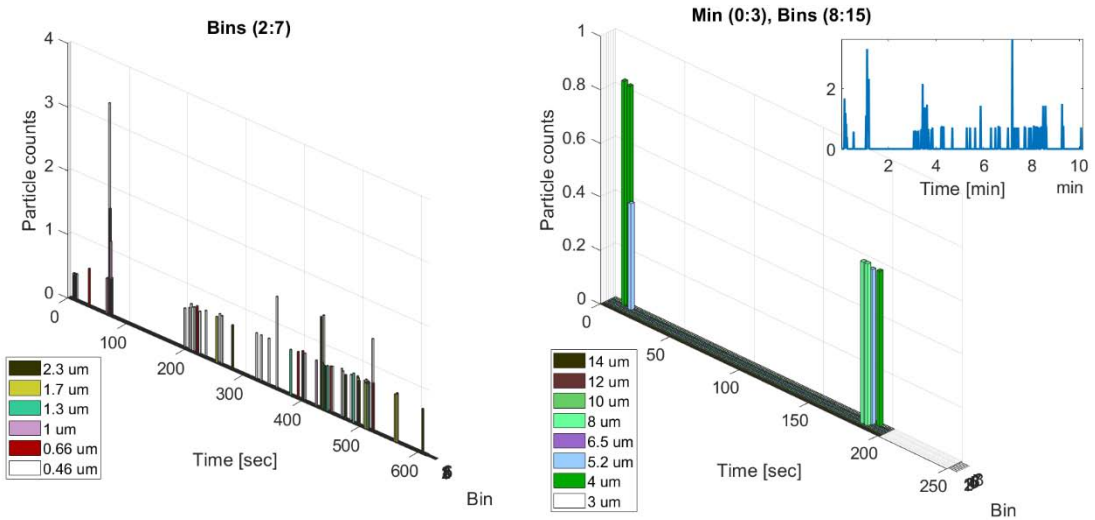 Bins (2:7)
4
3
2
1
0
Particle counts
0
100
200
300
400
500
600
Time [sec]
Bin
2.3 um
1.7 um
1.3 um
1 um
0.66 um
0.46 um
Min (0:3), Bins (8:15)
1
0.8
0.6
0.4
0.2
0
Particle counts
0
50
100
150
200
250
Time [sec]
Bin
14 um
12 um
10 um
8 um
6.5 um
5.2 um
4 um
3 um
2
0
2
4
6
8
10
Time [min]
min